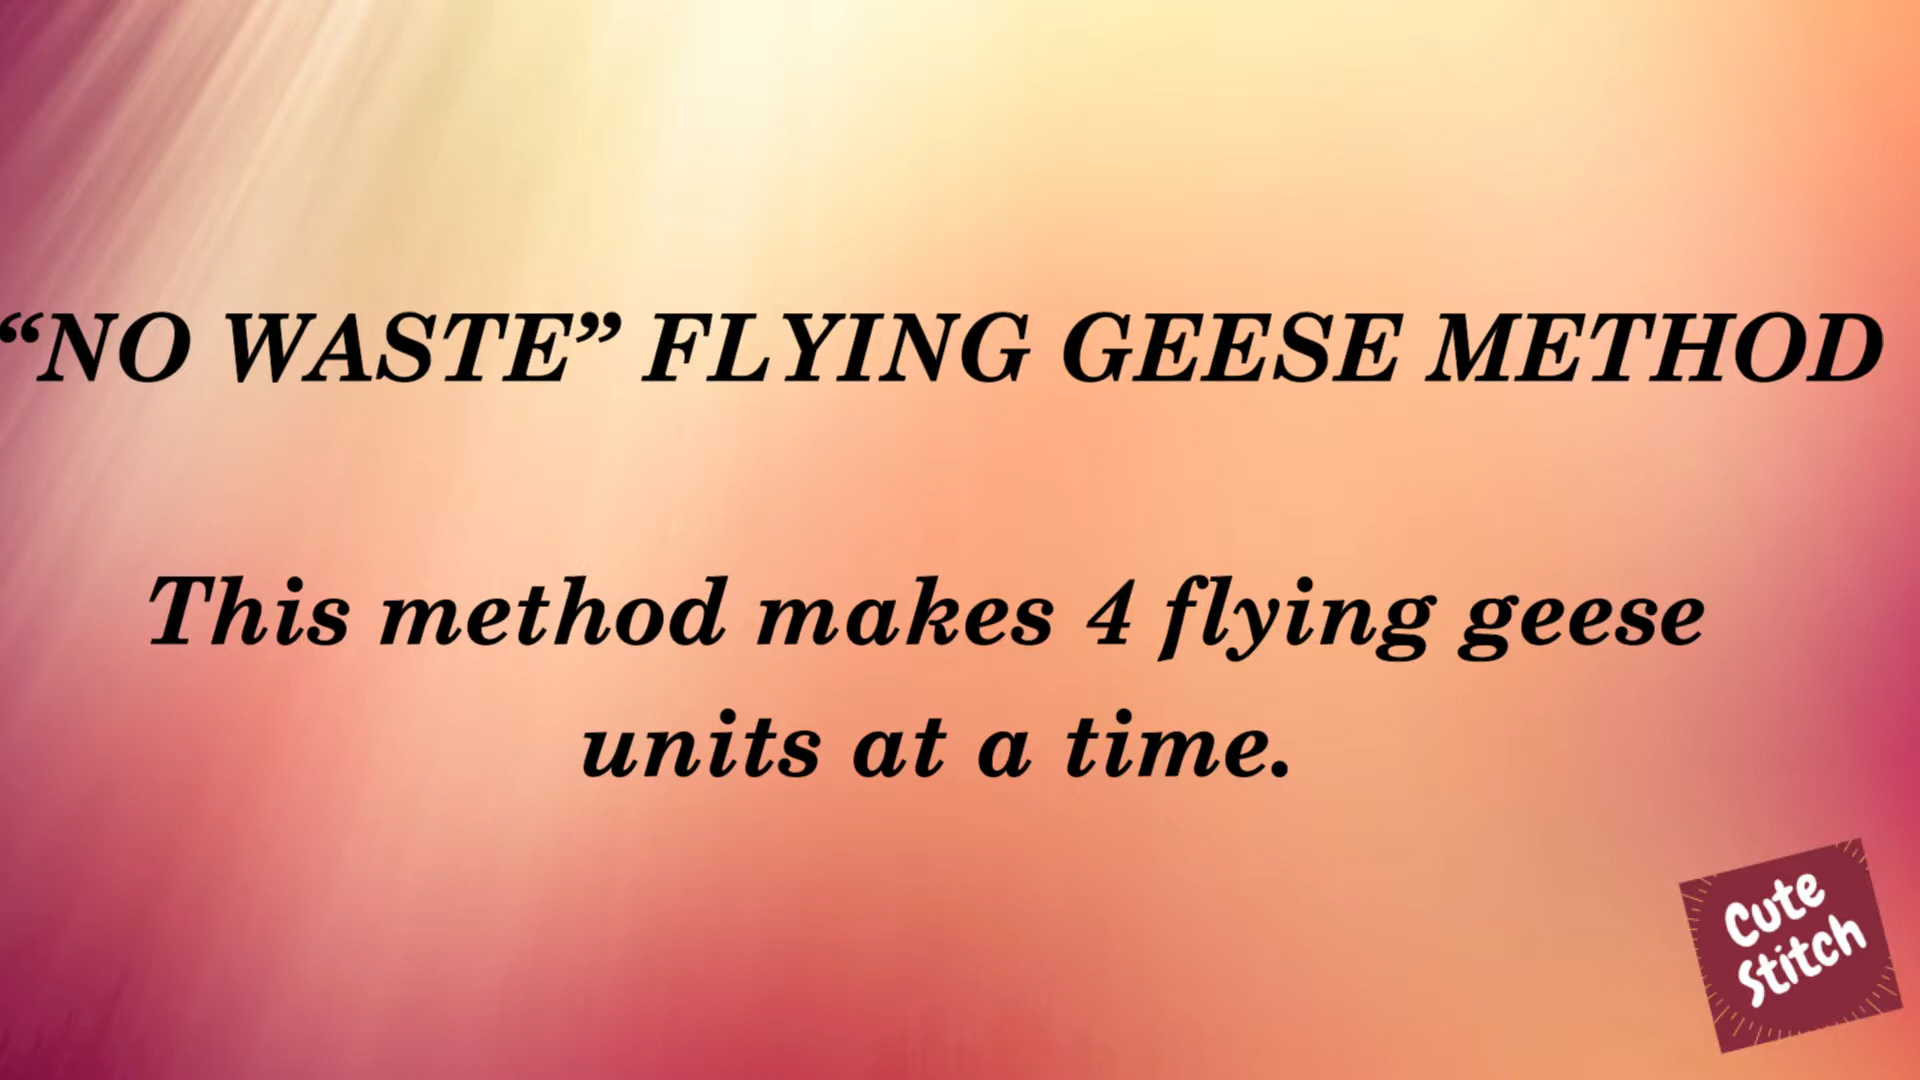 “NO WASTE” FLYING GEESE METHOD
This method makes 4 flying geese
units at a time.
Cute
Stitch